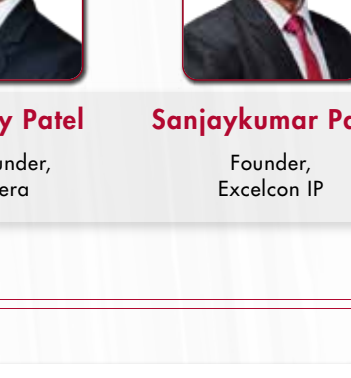 y Patel
under,
era
Sanjaykumar Pa
Founder,
Excelcon IP